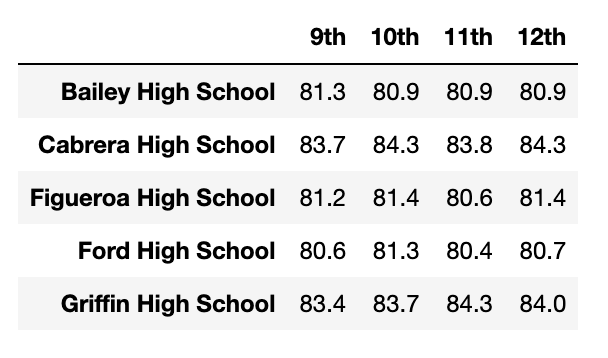 9th 10th 11th 12th
Bailey High School 81.3 80.9 80.9 80.9
Cabrera High School 83.7 84.3 83.8 84.3
Figueroa High School 81.2 81.4 80.6 81.4
Ford High School 80.6 81.3 80.4 80.7
Griffin High School 83.4 83.7 84.3 84.0